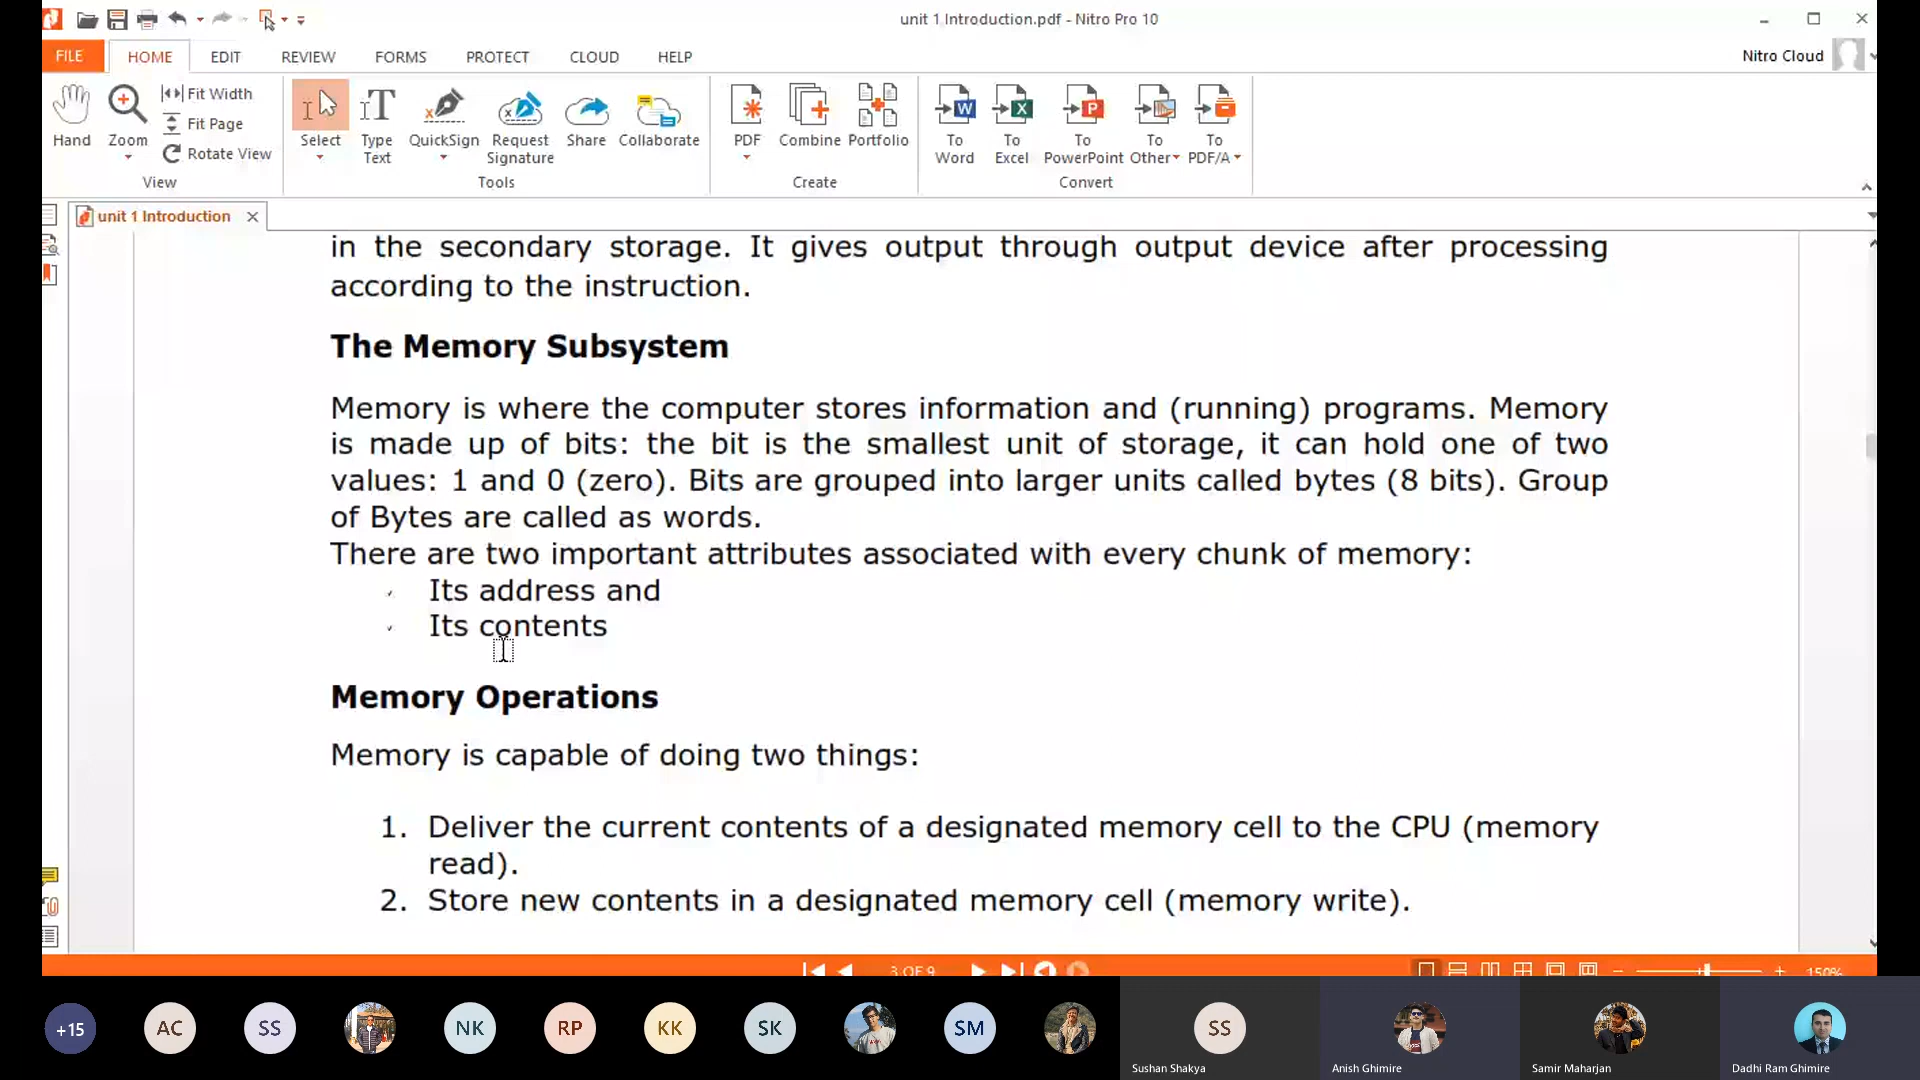 unit 1 Introduction.pdf - Nitro Pro 10
FILE
HOME
EDIT
REVIEW
FORMS
PROTECT
CLOUD
HELP
Nitro Cloud
Hand
Zoom
Fit Width
Fit Page
Rotate View
View
Select
Type Text
QuickSign
Request Signature
Share
Collaborate
Tools
PDF
Combine
Portfolio
Create
To Word
To Excel
To PowerPoint
To Other
To PDF/A
Convert
unit 1 Introduction
in the secondary storage. It gives output through output device after processing
according to the instruction.
The Memory Subsystem
Memory is where the computer stores information and (running) programs. Memory
is made up of bits: the bit is the smallest unit of storage, it can hold one of two
values: 1 and 0 (zero). Bits are grouped into larger units called bytes (8 bits). Group
of Bytes are called as words.
There are two important attributes associated with every chunk of memory:
Its address and
Its contents
Memory Operations
Memory is capable of doing two things:
1. Deliver the current contents of a designated memory cell to the CPU (memory
read).
2. Store new contents in a designated memory cell (memory write).
3 OF 9
150%
+15
AC
SS
NK
RP
KK
SK
SM
SS
Sushan Shakya
Anish Ghimire
Samir Maharjan
Dadhi Ram Ghimire